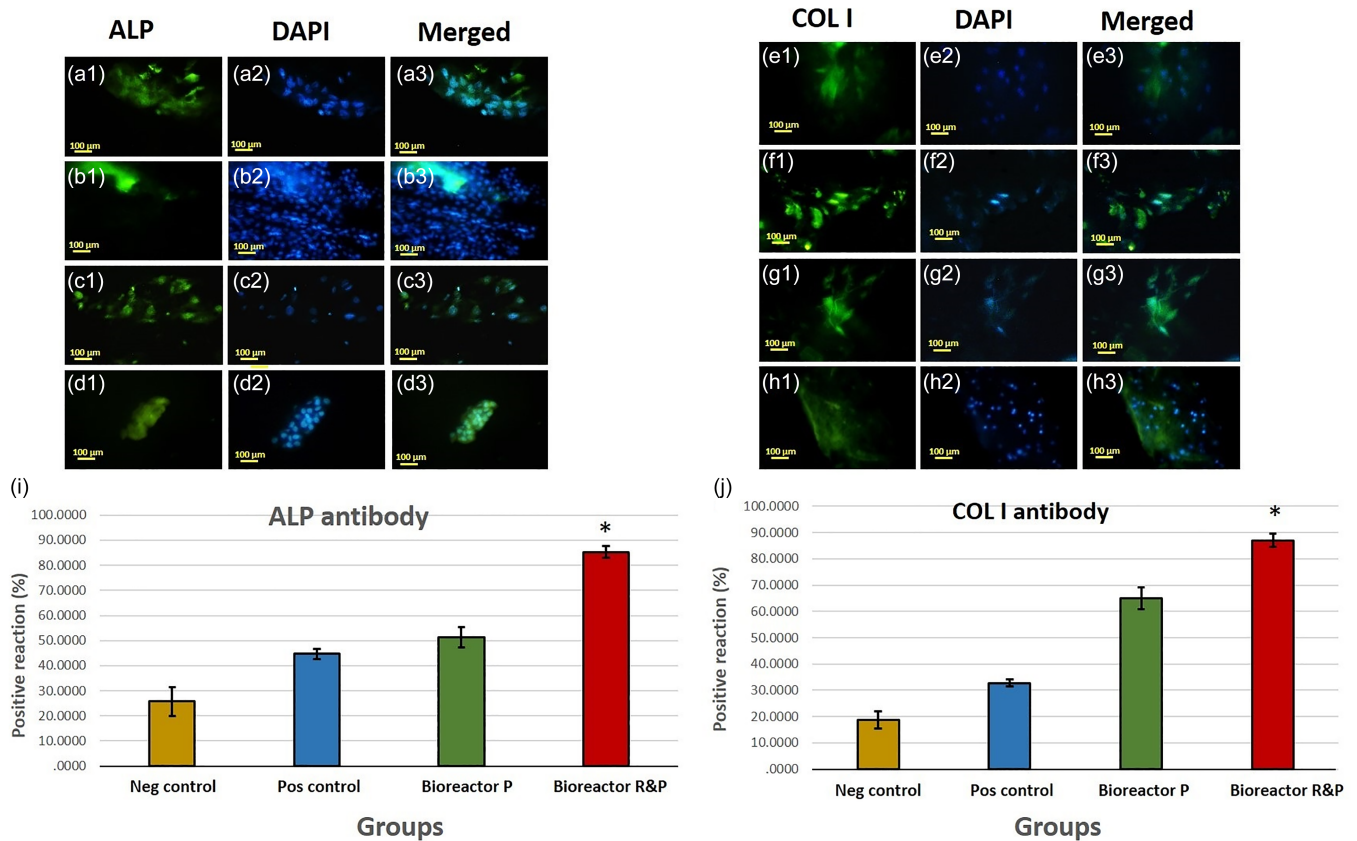 ALP DAPI Merged
(a1) (a2) (a3)
100 µm 100 µm 100 µm
(b1) (b2) (b3)
100 µm 100 µm 100 µm
(c1) (c2) (c3)
100 µm 100 µm 100 µm
(d1) (d2) (d3)
100 µm 100 µm 100 µm
COL I DAPI Merged
(e1) (e2) (e3)
100 µm 100 µm 100 µm
(f1) (f2) (f3)
100 µm 100 µm 100 µm
(g1) (g2) (g3)
100 µm 100 µm 100 µm
(h1) (h2) (h3)
100 µm 100 µm 100 µm
(i)
ALP antibody
Positive reaction (%)
100.0000
90.0000
80.0000
70.0000
60.0000
50.0000
40.0000
30.0000
20.0000
10.0000
.0000
*
Neg control Pos control Bioreactor P Bioreactor R&P
Groups
(j)
COL I antibody
Positive reaction (%)
100.0000
90.0000
80.0000
70.0000
60.0000
50.0000
40.0000
30.0000
20.0000
10.0000
.0000
*
Neg control Pos control Bioreactor P Bioreactor R&P
Groups